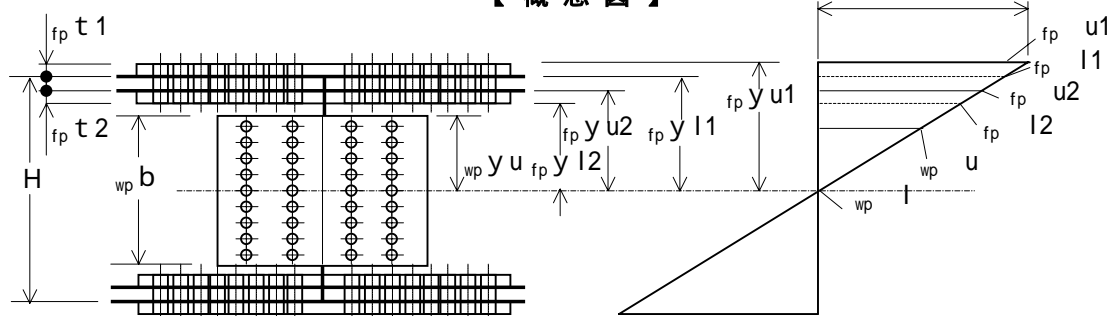 【 概 念 図 】
fp t 1
fp t 2
H
wp b
wp y u
fp y l2
fp y u2
fp y l1
fp y u1
fp u1
fp l1
fp u2
fp l2
wp u
wp l